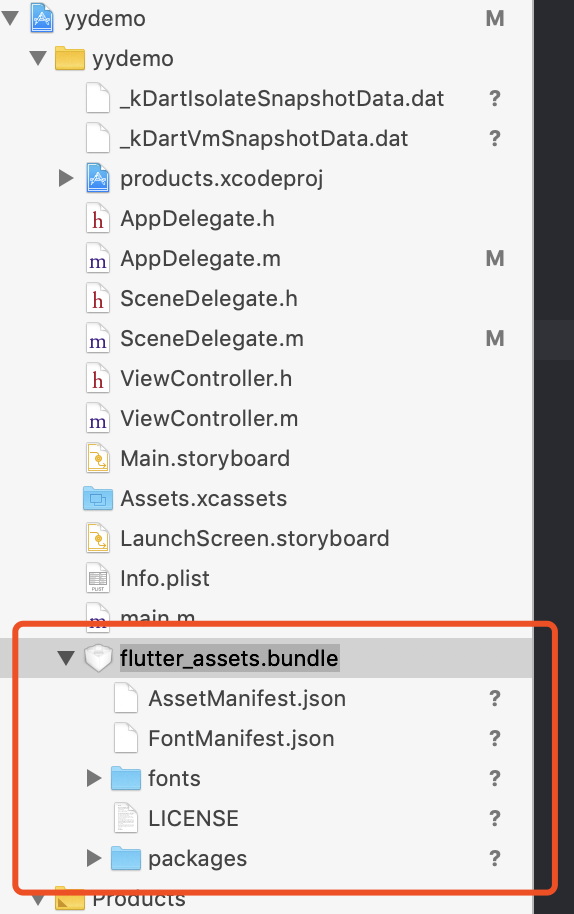 yydemo M
yydemo
_kDartIsolateSnapshotData.dat ?
_kDartVmSnapshotData.dat ?
products.xcodeproj
h AppDelegate.h
m AppDelegate.m M
h SceneDelegate.h
m SceneDelegate.m M
h ViewController.h
m ViewController.m
Main.storyboard
Assets.xcassets
LaunchScreen.storyboard
PLIST Info.plist
m main.m
flutter_assets.bundle
AssetManifest.json ?
FontManifest.json ?
fonts ?
LICENSE ?
packages ?
Products